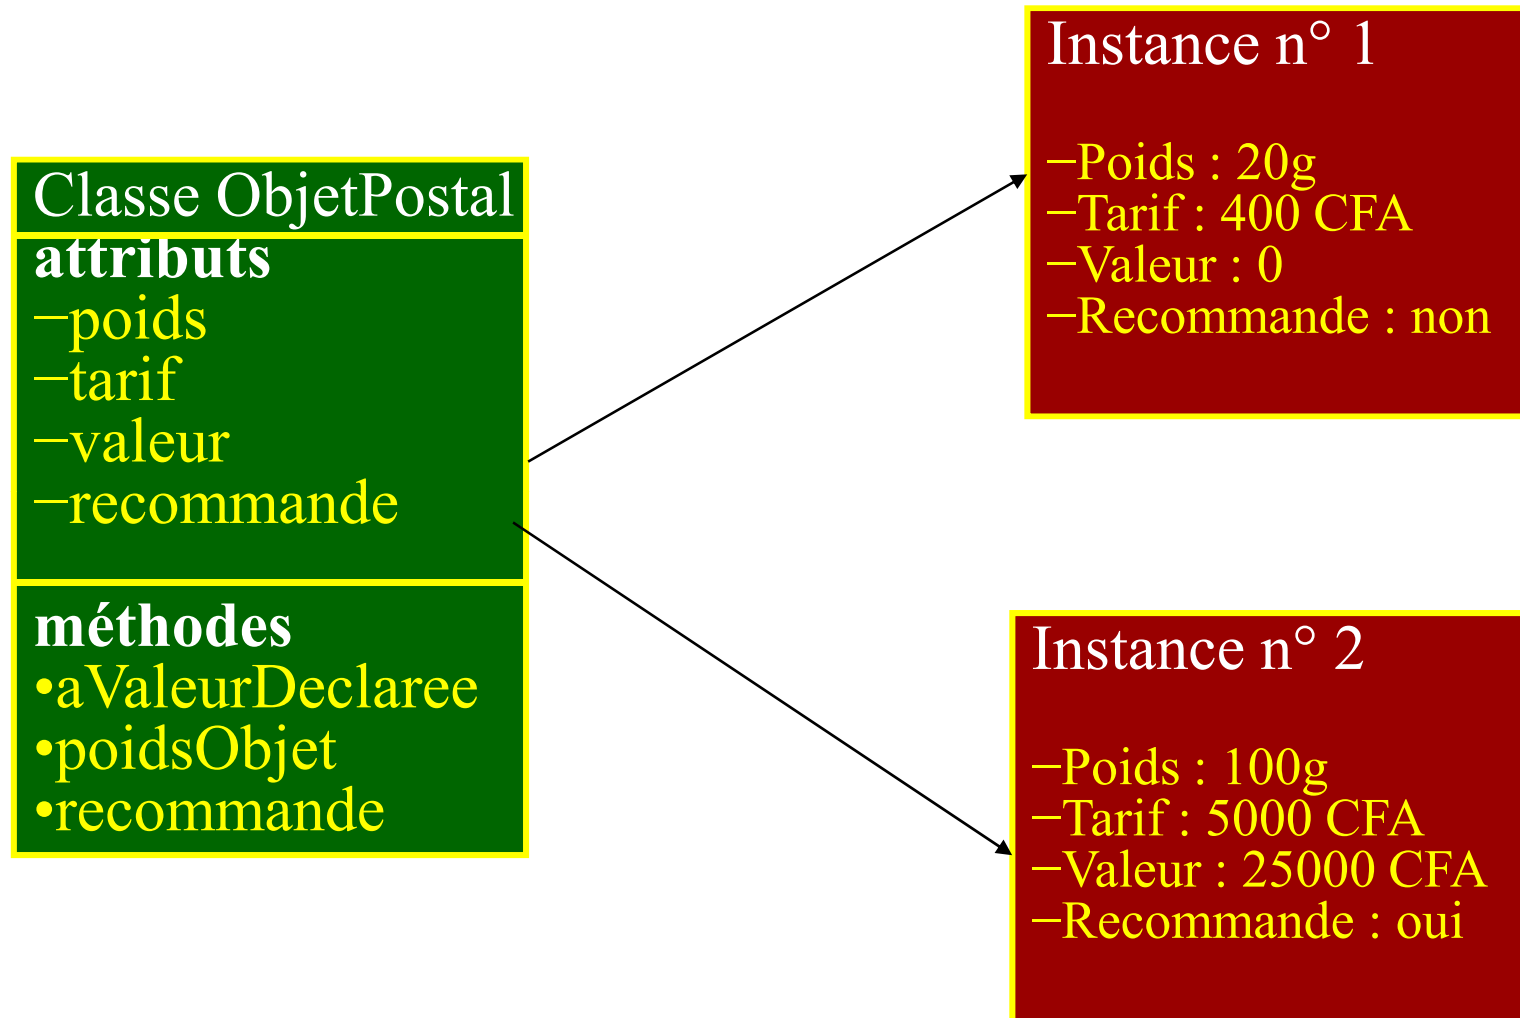 Classe ObjetPostal
attributs
–poids
–tarif
–valeur
–recommande
méthodes
•aValeurDeclaree
•poidsObjet
•recommande
Instance n° 1
–Poids : 20g
–Tarif : 400 CFA
–Valeur : 0
–Recommande : non
Instance n° 2
–Poids : 100g
–Tarif : 5000 CFA
–Valeur : 25000 CFA
–Recommande : oui